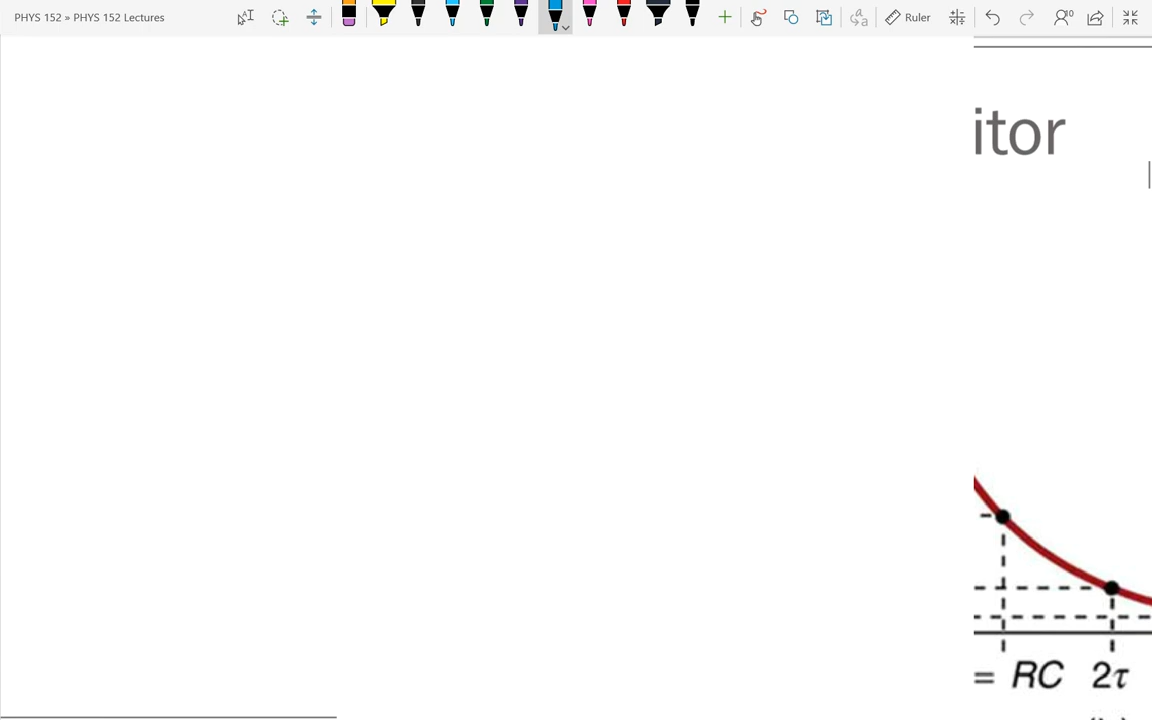 PHYS 152 » PHYS 152 Lectures
Ruler
itor
= RC 2τ